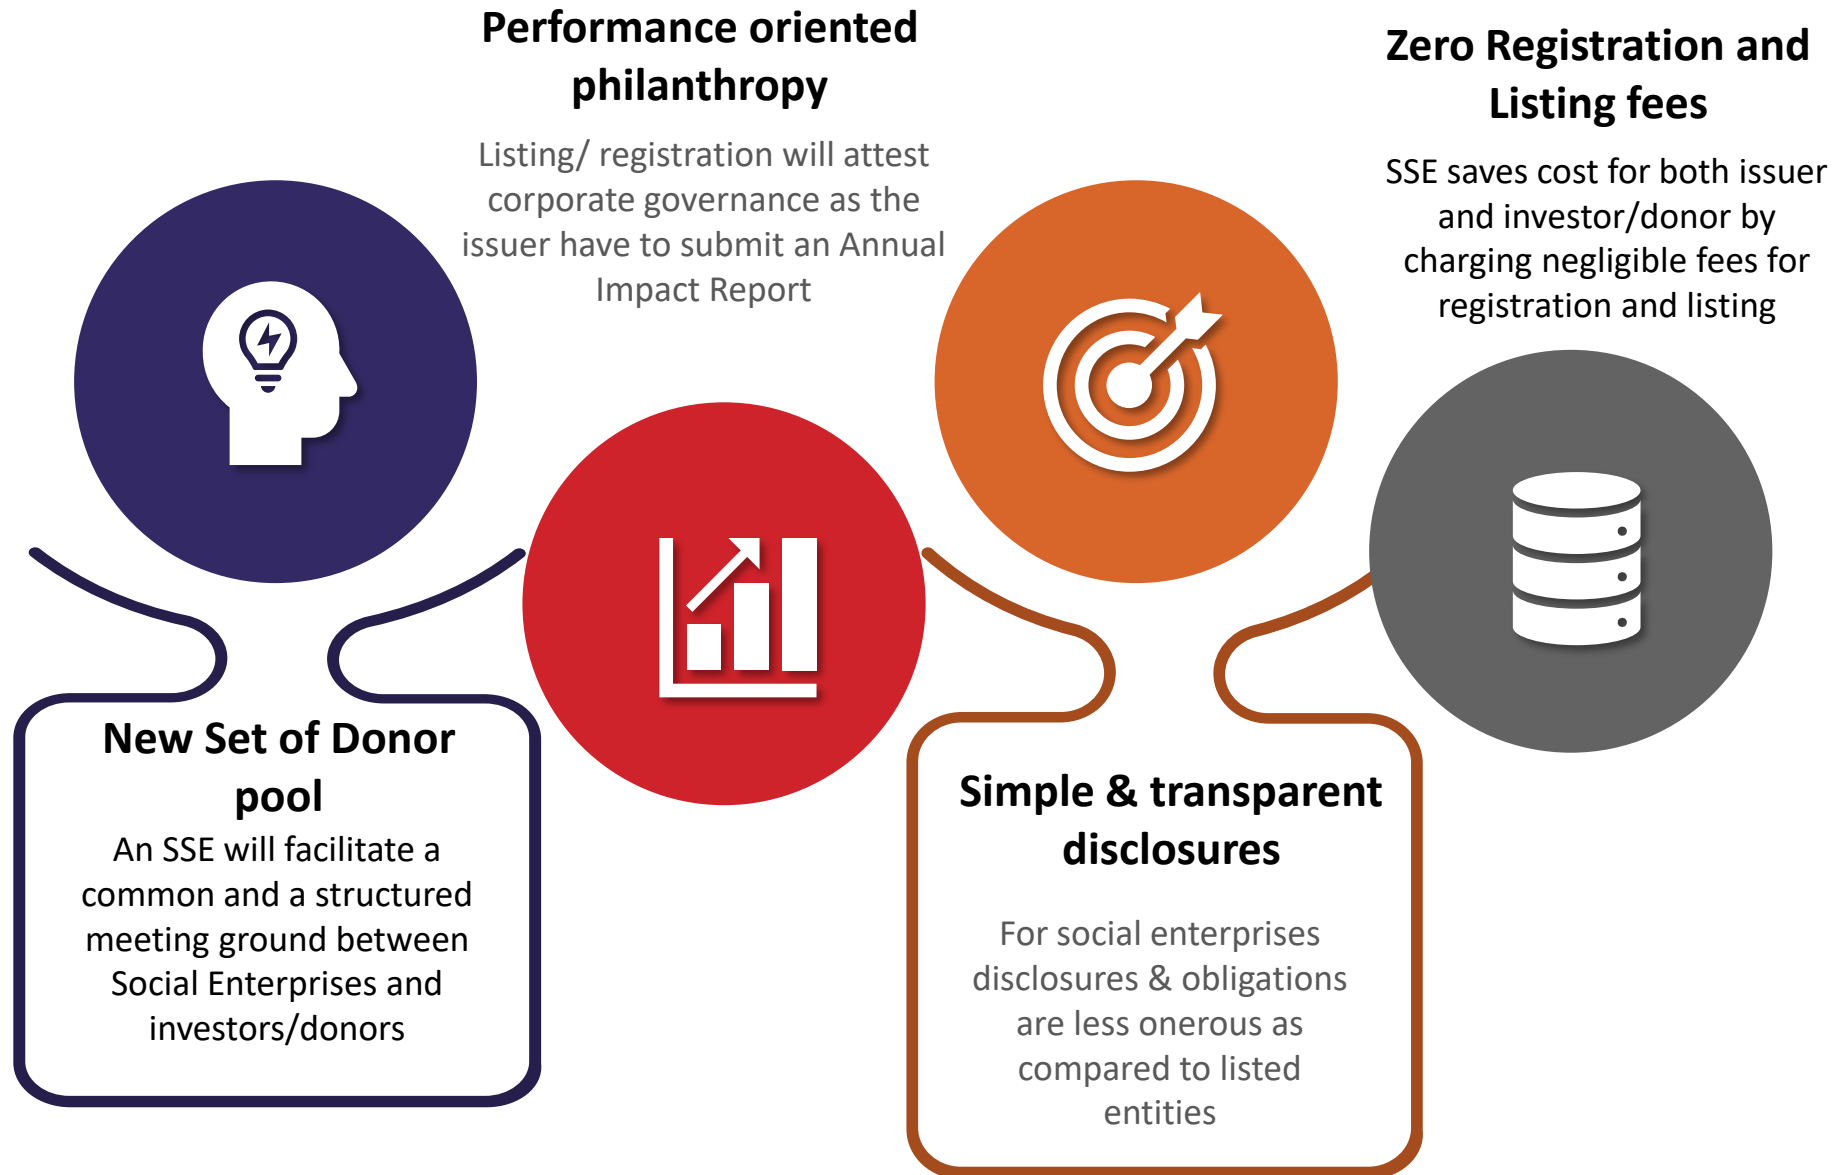 Performance oriented
philanthropy
Listing/ registration will attest
corporate governance as the
issuer have to submit an Annual
Impact Report
Zero Registration and
Listing fees
SSE saves cost for both issuer
and investor/donor by
charging negligible fees for
registration and listing
New Set of Donor
pool
An SSE will facilitate a
common and a structured
meeting ground between
Social Enterprises and
investors/donors
Simple & transparent
disclosures
For social enterprises
disclosures & obligations
are less onerous as
compared to listed
entities